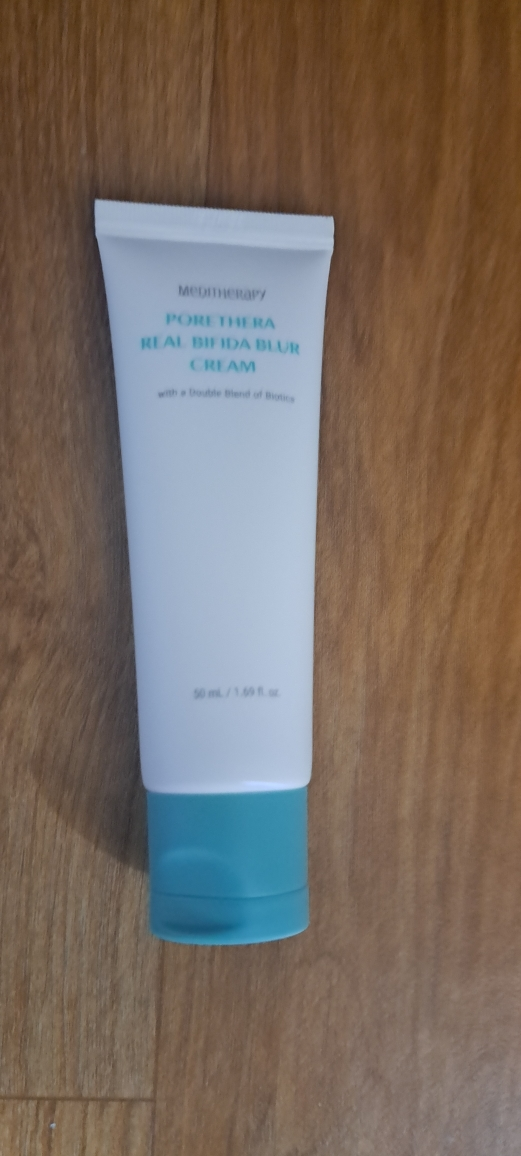 MEDITHERAPY
PORETHERA
REAL BIFIDA BLUR
CREAM
with a Double Blend of Biotics
50 mL / 1.69 fl. oz.